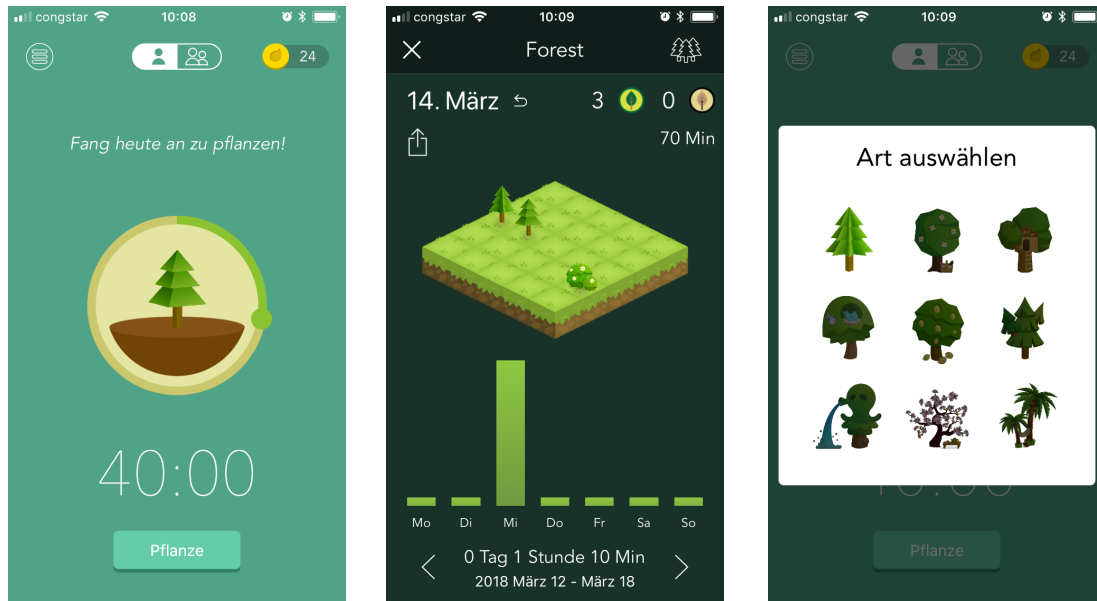 congstar 10:08
24
Fang heute an zu pflanzen!
40:00
Pflanze
congstar 10:09
Forest
14. März 3 0
70 Min
Mo Di Mi Do Fr Sa So
0 Tag 1 Stunde 10 Min
2018 März 12 - März 18
congstar 10:09
24
Art auswählen
Pflanze